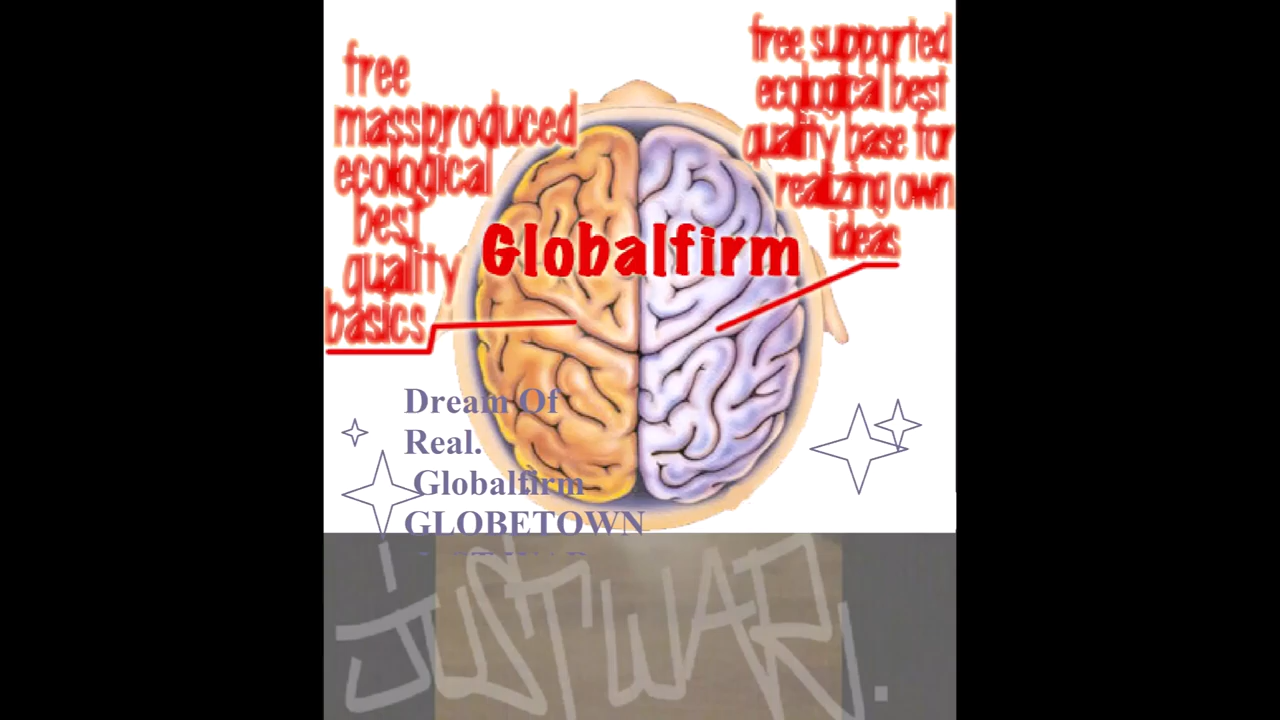 free
massproduced
ecological
best
quality
basics
free supported
ecological best
quality base for
realizing own
ideas
Globalfirm
Dream Of
Real.
Globalfirm
GLOBETOWN
JUST WAR.